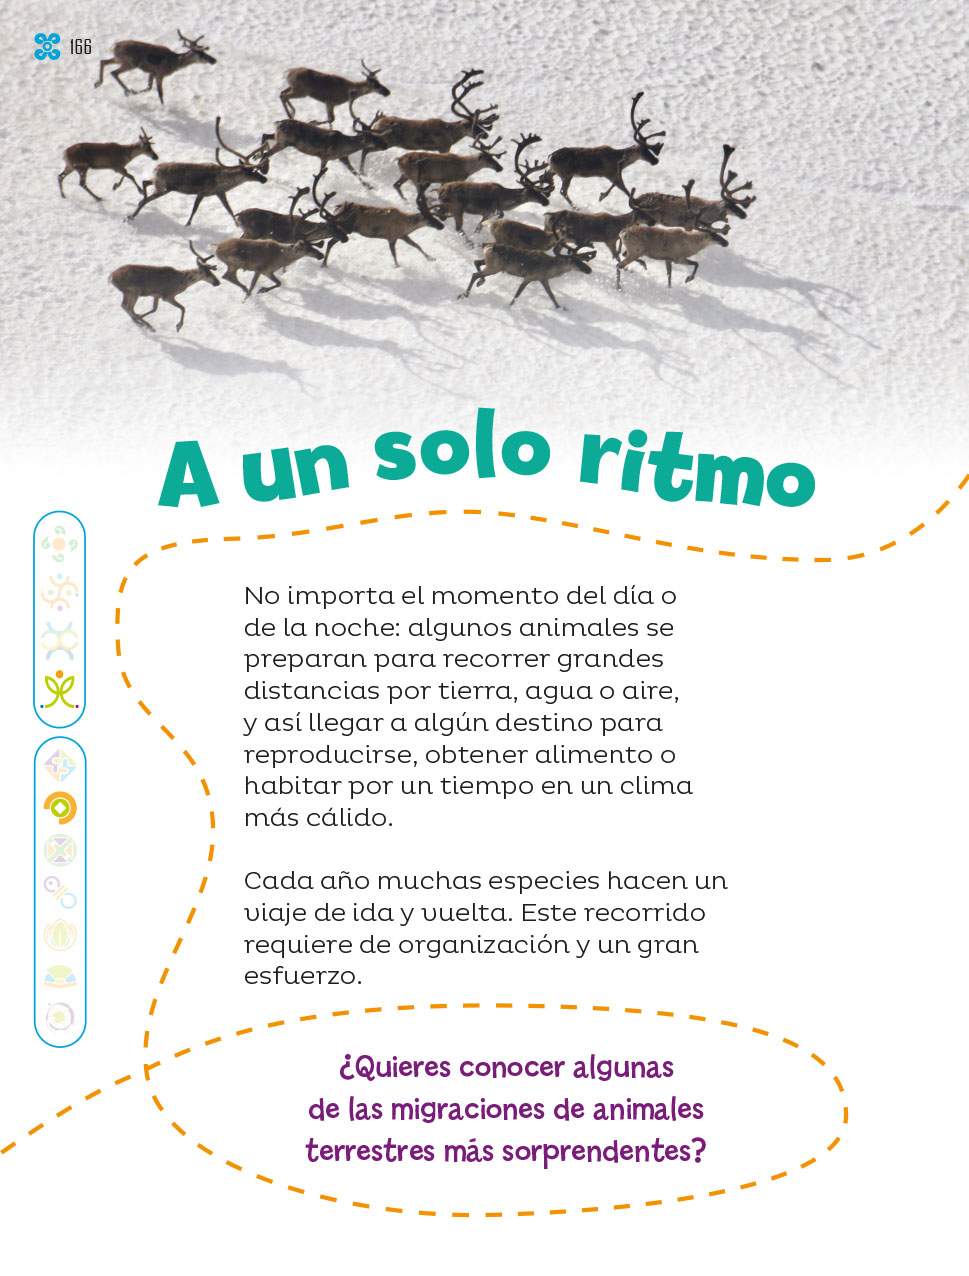 166
A un solo ritmo
No importa el momento del día o
de la noche: algunos animales se
preparan para recorrer grandes
distancias por tierra, agua o aire,
y así llegar a algún destino para
reproducirse, obtener alimento o
habitar por un tiempo en un clima
más cálido.
Cada año muchas especies hacen un
viaje de ida y vuelta. Este recorrido
requiere de organización y un gran
esfuerzo.
¿Quieres conocer algunas
de las migraciones de animales
terrestres más sorprendentes?